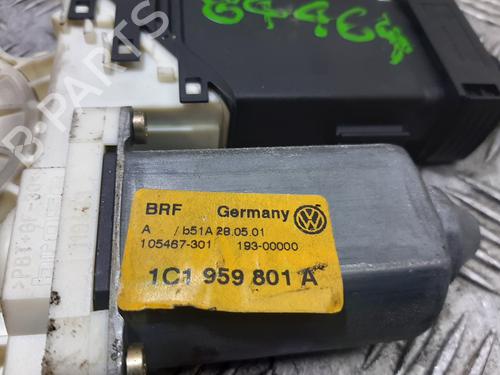 BRF Germany
A / b51A 28.05.01
105467-301 193-00000
1C1 959 801 A
B-PARTS